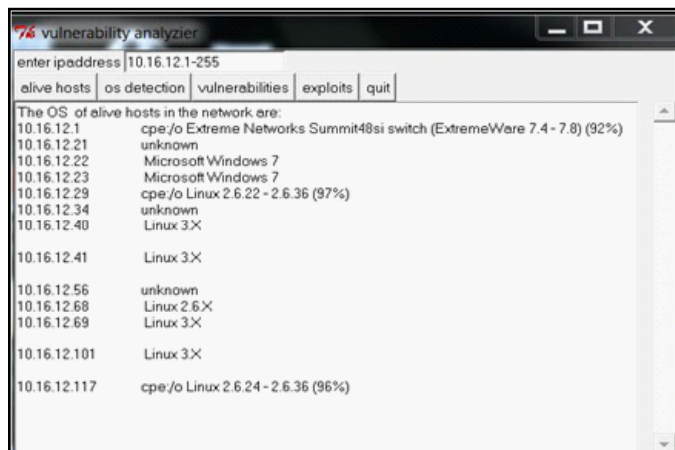 vulnerability analyzier
enter ipaddress 10.16.12.1-255
alive hosts os detection vulnerabilities exploits quit
The OS of alive hosts in the network are:
10.16.12.1 cpe:/o Extreme Networks Summit48si switch (ExtremeWare 7.4 - 7.8) (92%)
10.16.12.21 unknown
10.16.12.22 Microsoft Windows 7
10.16.12.23 Microsoft Windows 7
10.16.12.29 cpe:/o Linux 2.6.22 - 2.6.36 (97%)
10.16.12.34 unknown
10.16.12.40 Linux 3.X
10.16.12.41 Linux 3.X
10.16.12.56 unknown
10.16.12.68 Linux 2.6.X
10.16.12.69 Linux 3.X
10.16.12.101 Linux 3.X
10.16.12.117 cpe:/o Linux 2.6.24 - 2.6.36 (96%)